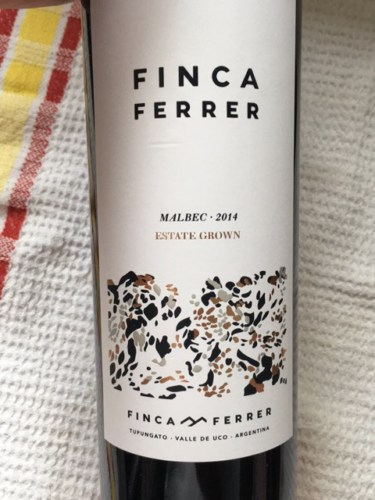 FINCA
FERRER
MALBEC · 2014
ESTATE GROWN
FINCA FERRER
TUPUNGATO - VALLE DE UCO - ARGENTINA